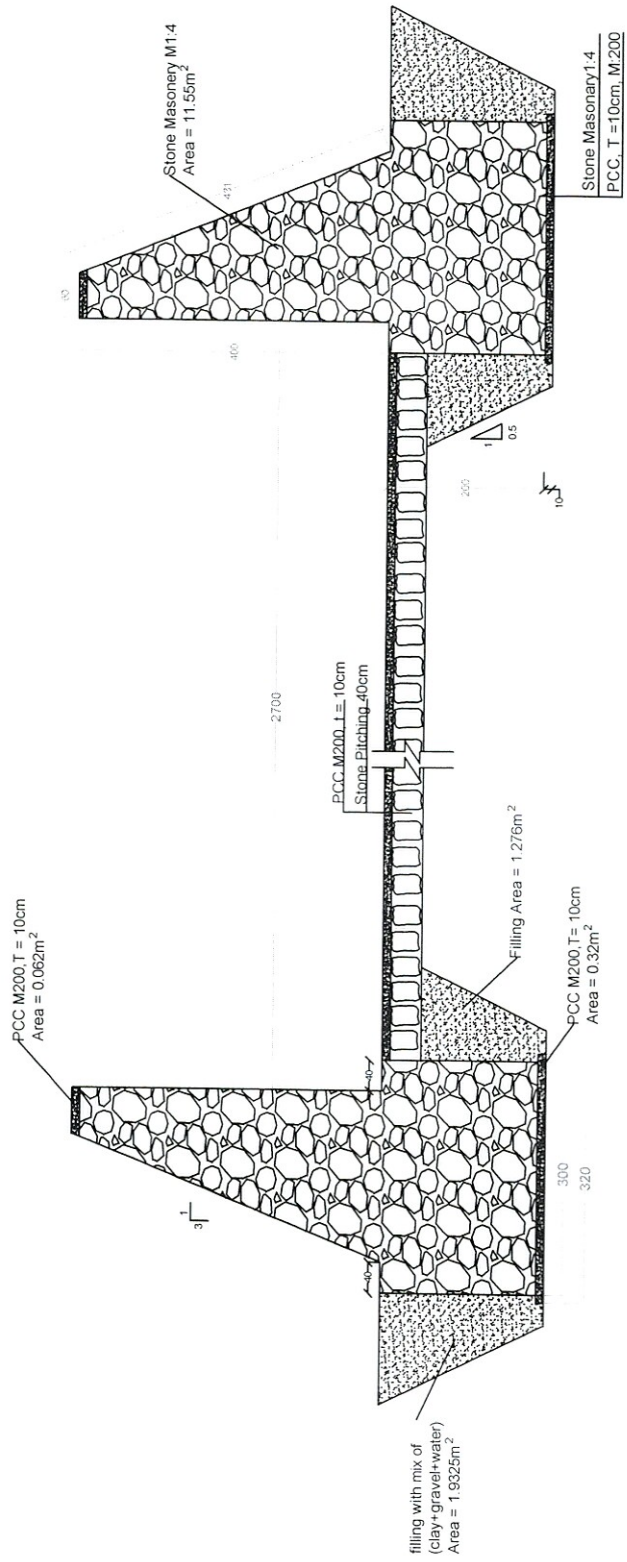 PCC M200,T = 10cm
Area = 0.062m²
Stone Masonery M1:4
Area = 11.55m²
60
431
400
2700
1
3
40
40
PCC M200, t = 10cm
Stone Pitching 40cm
1
0.5
200
10
filling with mix of
(clay+gravel+water)
Area = 1.9325m²
300
320
Filling Area = 1.276m²
PCC M200,T= 10cm
Area = 0.32m²
Stone Masonary1:4
PCC, T =10cm, M:200